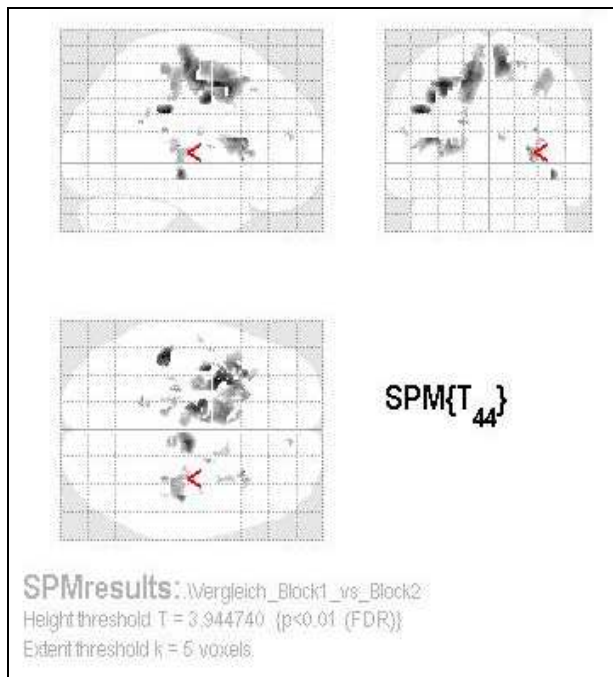 SPM{T44}
SPMresults: .\Vergleich_Block1_vs_Block2
Height threshold T = 3.944740 {p<0.01 (FDR)}
Extent threshold k = 5 voxels